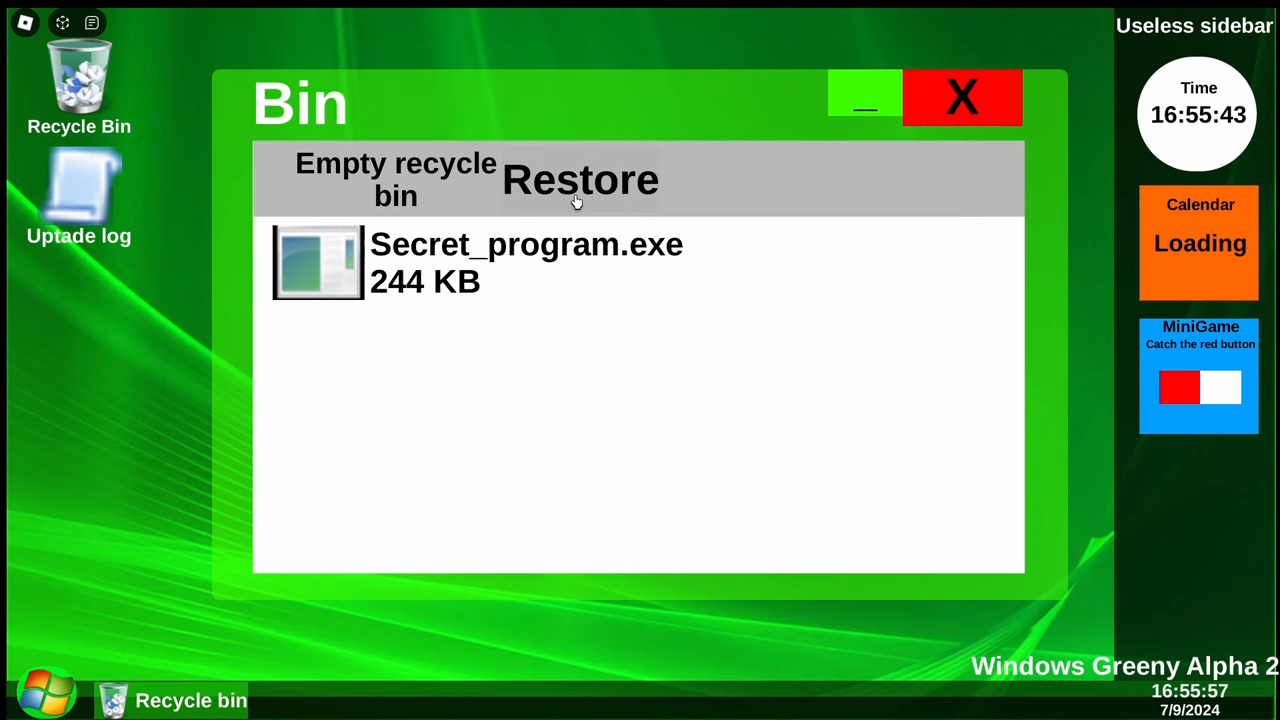 Recycle Bin
Uptade log
Bin
_
X
Empty recycle
bin
Restore
Secret_program.exe
244 KB
Useless sidebar
Time
16:55:43
Calendar
Loading
MiniGame
Catch the red button
Windows Greeny Alpha 2
Recycle bin
16:55:57
7/9/2024